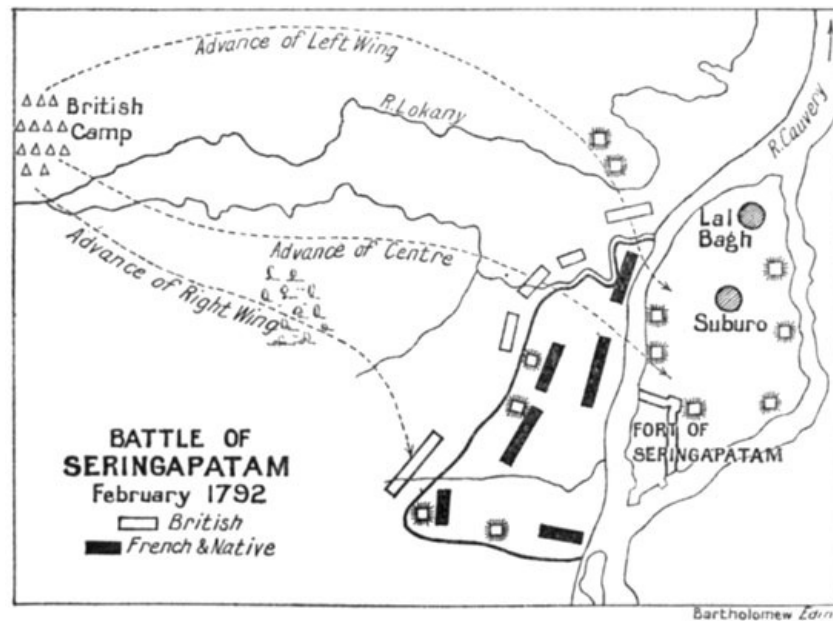 Advance of Left Wing
British
Camp
R. Lokany
R. Cauvery
Lal
Bagh
Advance of Centre
Advance of Right Wing
Suburo
FORT OF
SERINGAPATAM
BATTLE OF
SERINGAPATAM
February 1792
British
French & Native
Bartholomew Edin